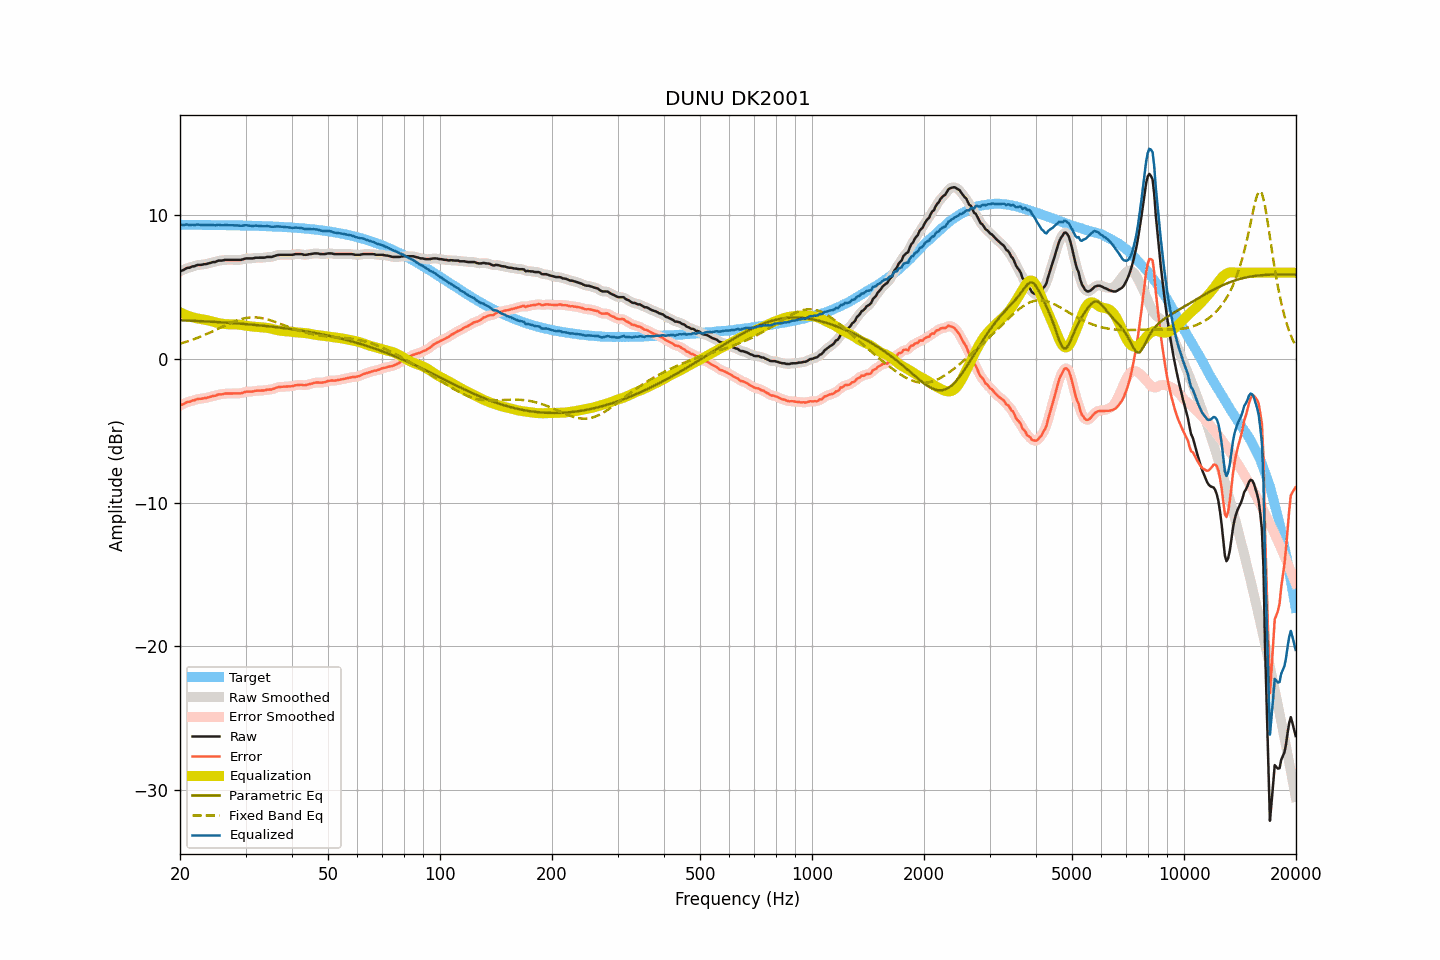 DUNU DK2001
Amplitude (dBr)
10
0
−10
−20
−30
Target
Raw Smoothed
Error Smoothed
Raw
Error
Equalization
Parametric Eq
Fixed Band Eq
Equalized
20 50 100 200 500 1000 2000 5000 10000 20000
Frequency (Hz)